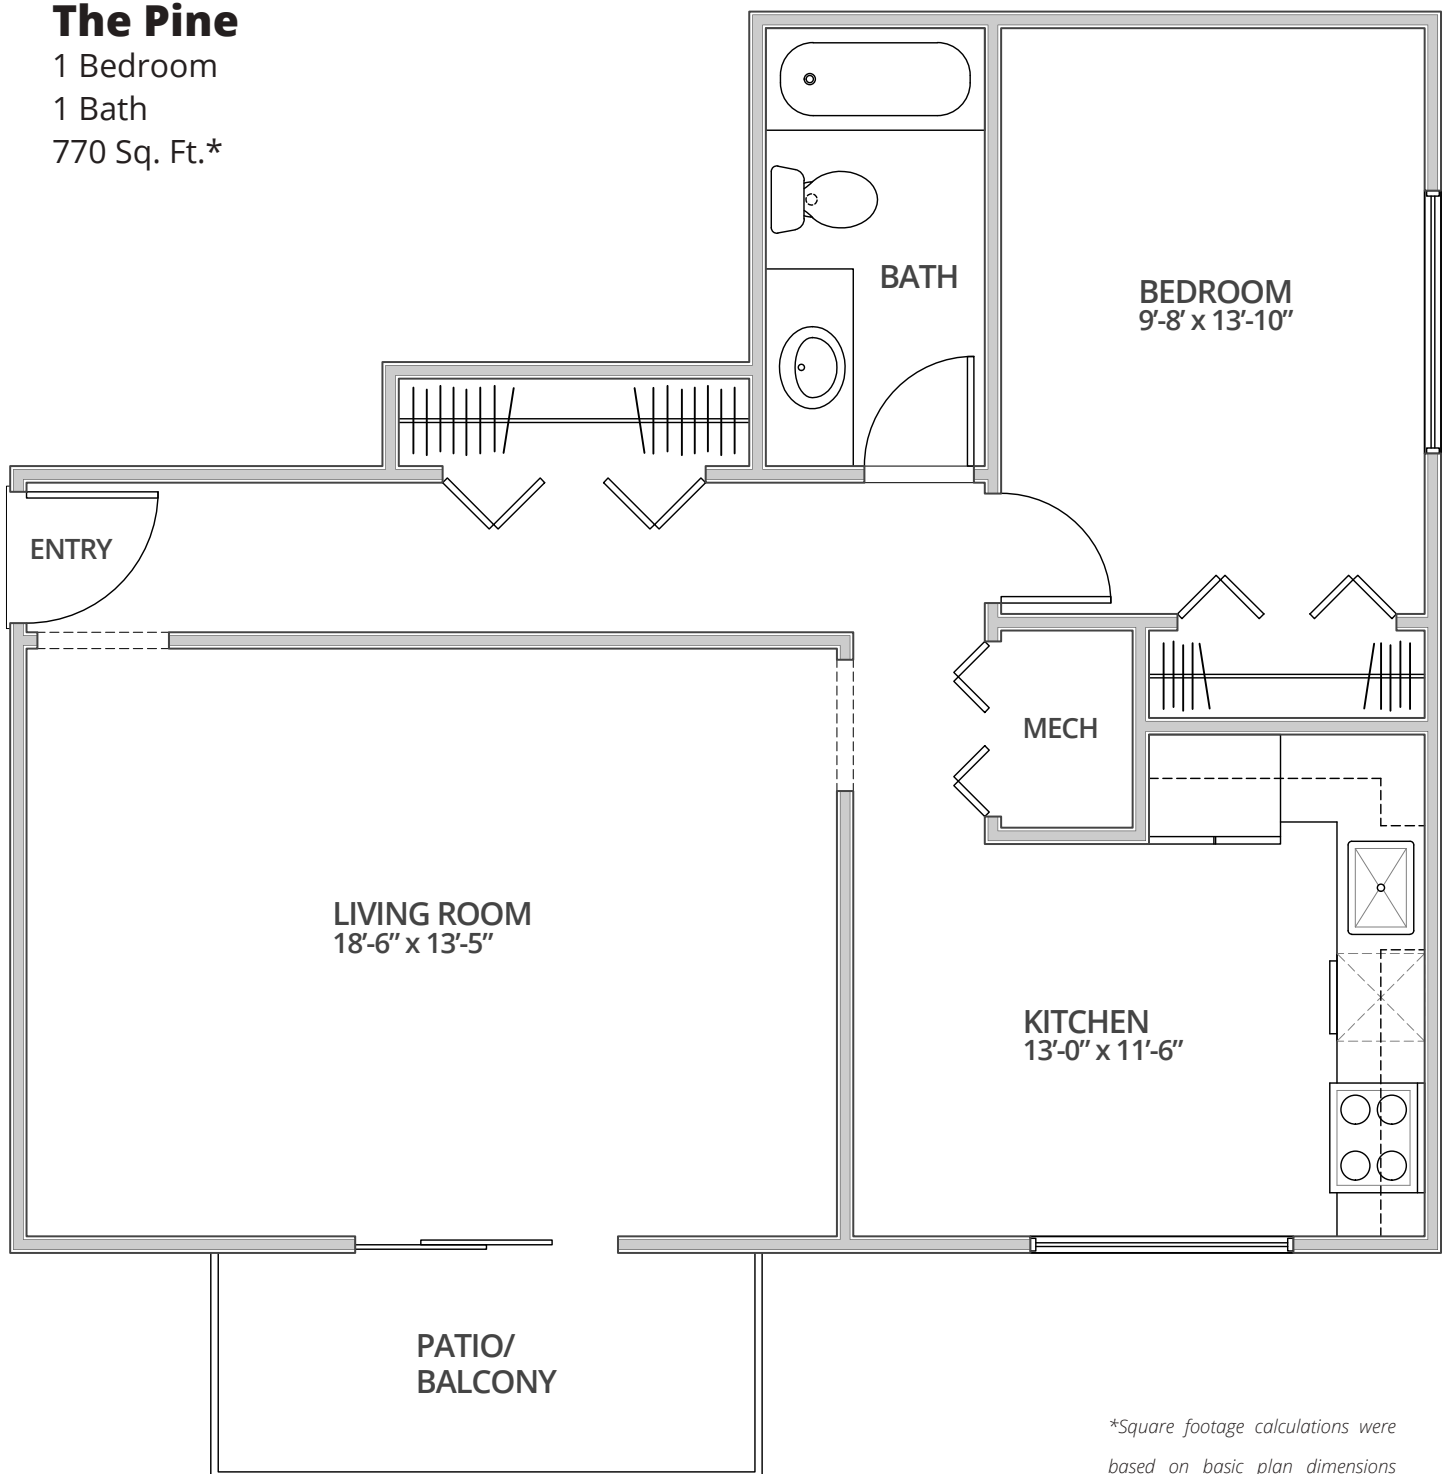 The Pine
1 Bedroom
1 Bath
770 Sq. Ft.*
BATH
BEDROOM
9’-8’ x 13’-10”
ENTRY
MECH
LIVING ROOM
18’-6” x 13’-5”
KITCHEN
13’-0” x 11’-6”
PATIO/
BALCONY
*Square footage calculations were
based on basic plan dimensions